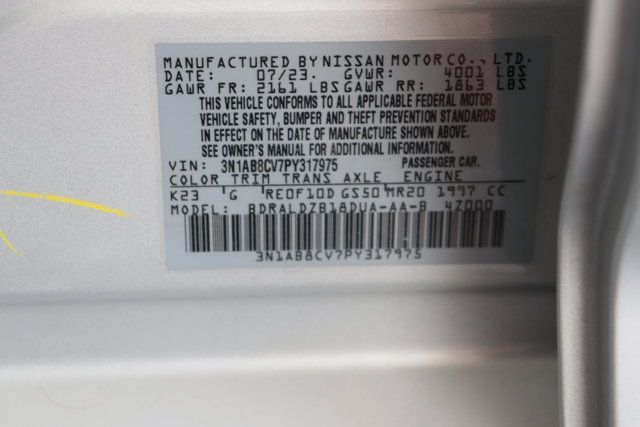 MANUFACTURED BY NISSAN MOTOR CO., LTD.
DATE: 07/23. GVWR: 4001 LBS
GAWR FR: 2161 LBS GAWR RR: 1863 LBS
THIS VEHICLE CONFORMS TO ALL APPLICABLE FEDERAL MOTOR
VEHICLE SAFETY, BUMPER AND THEFT PREVENTION STANDARDS
IN EFFECT ON THE DATE OF MANUFACTURE SHOWN ABOVE.
SEE OWNER'S MANUAL FOR ADDITIONAL INFORMATION.
VIN: 3N1AB8CV7PY317975 PASSENGER CAR.
COLOR TRIM TRANS AXLE ENGINE
K23 G RE0F10D GS50 MR20 1997 CC
MODEL: BDRALDZB18DUA-AA-B 4Z000
3N1AB8CV7PY317975